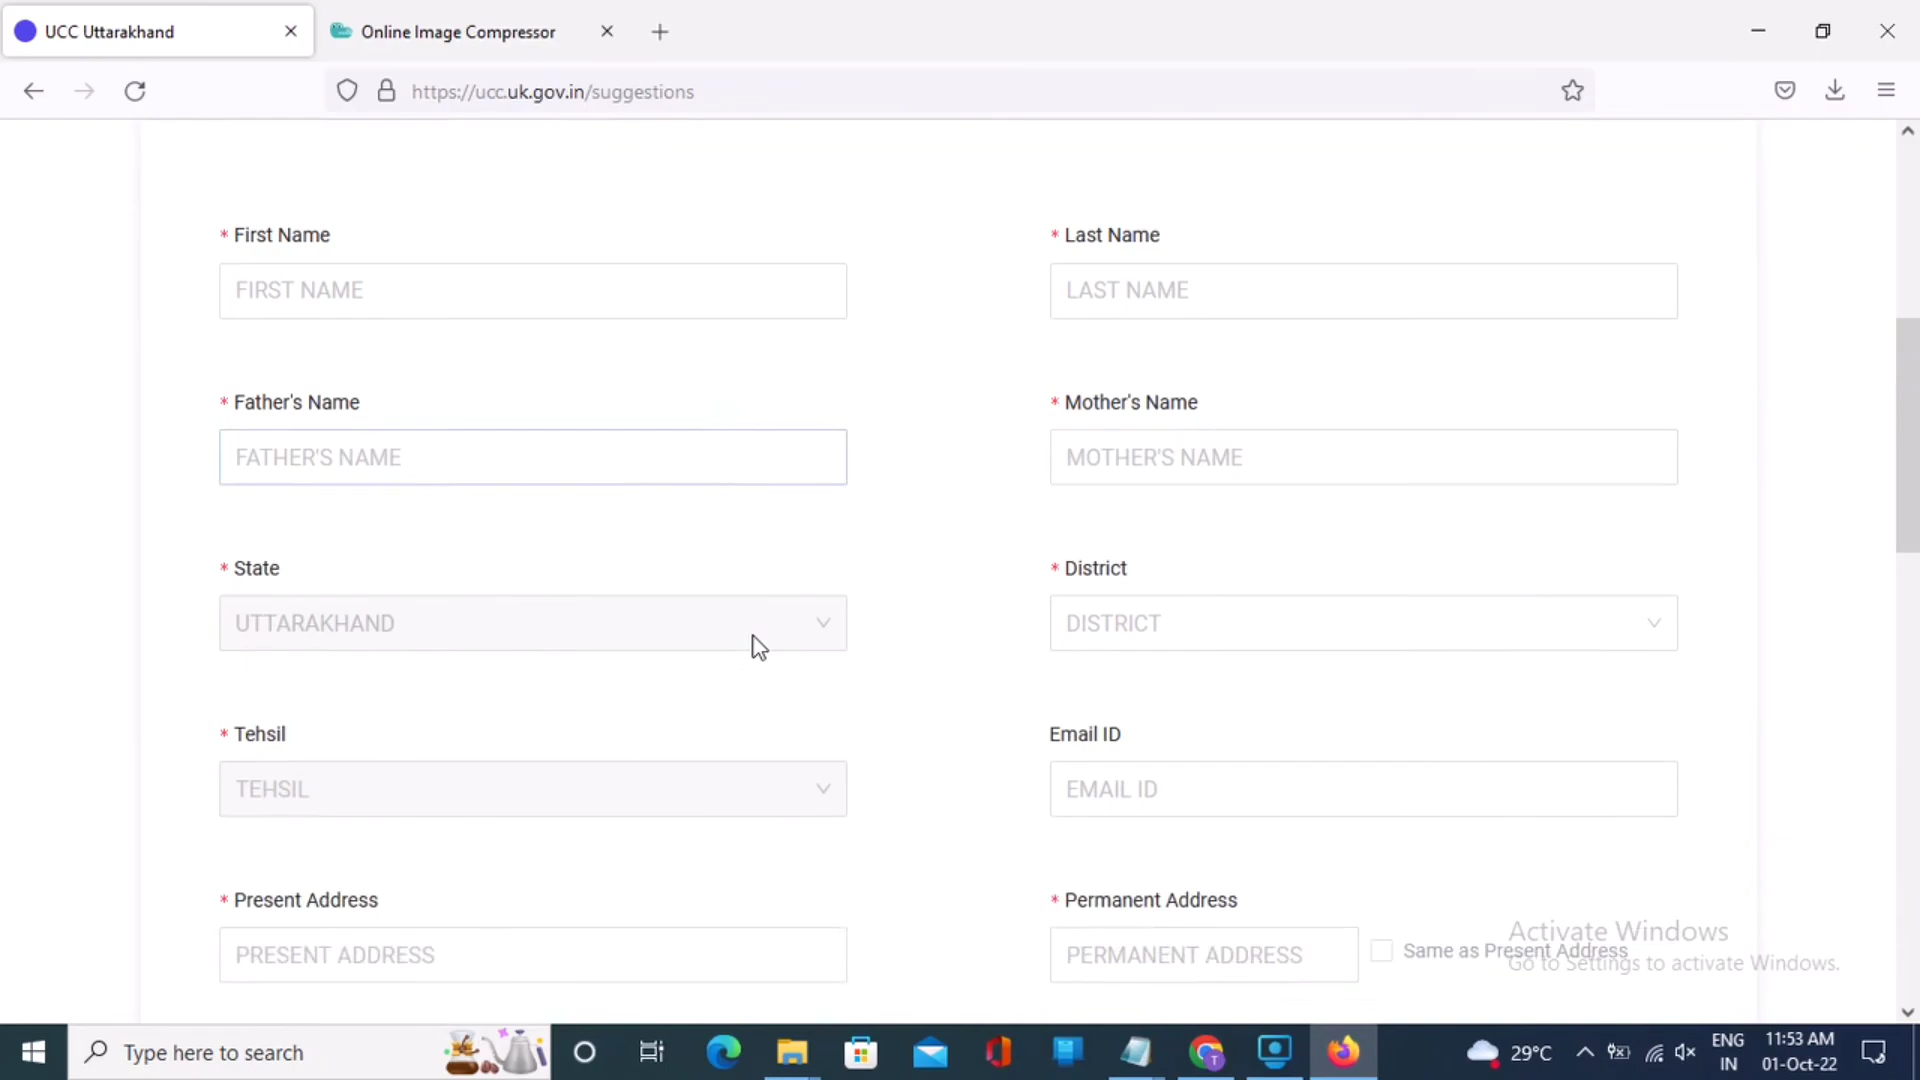 UCC Uttarakhand
Online Image Compressor
https://ucc.uk.gov.in/suggestions
* First Name
* Last Name
FIRST NAME
LAST NAME
* Father's Name
* Mother's Name
FATHER'S NAME
MOTHER'S NAME
* State
* District
UTTARAKHAND
DISTRICT
* Tehsil
Email ID
TEHSIL
EMAIL ID
* Present Address
* Permanent Address
PRESENT ADDRESS
PERMANENT ADDRESS
Same as Present Address
Activate Windows
Go to Settings to activate Windows.
Type here to search
T
29°C
ENG
IN
11:53 AM
01-Oct-22